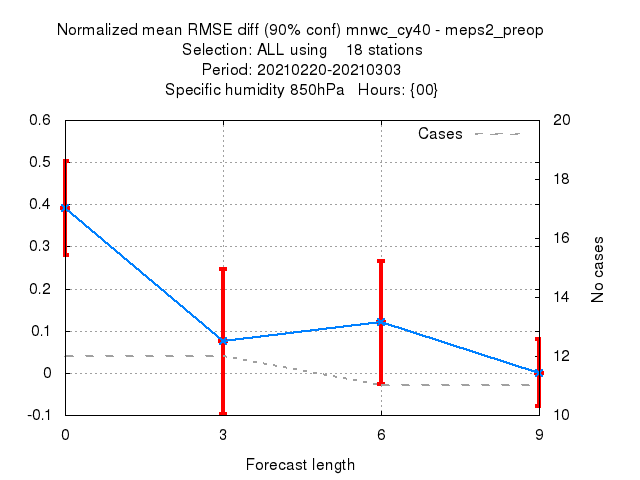 Normalized mean RMSE diff (90% conf) mnwc_cy40 - meps2_preop
Selection: ALL using 18 stations
Period: 20210220-20210303
Specific humidity 850hPa Hours: {00}
Cases
0.6
0.5
0.4
0.3
0.2
0.1
0
-0.1
20
18
16
14
12
10
No cases
0 3 6 9
Forecast length